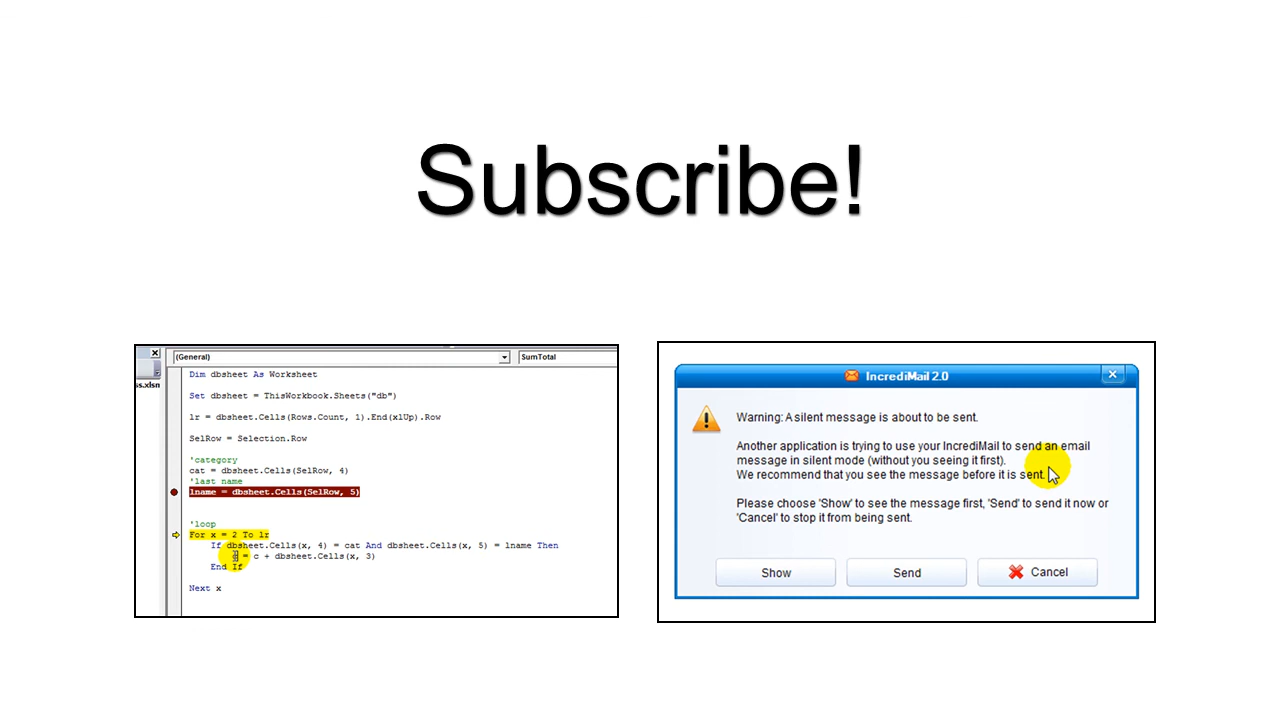 Subscribe!
(General)
SumTotal
ss.xlsn
Dim dbsheet As Worksheet
Set dbsheet = ThisWorkbook.Sheets("db")
lr = dbsheet.Cells(Rows.Count, 1).End(xlUp).Row
SelRow = Selection.Row
'category
cat = dbsheet.Cells(SelRow, 4)
'last name
lname = dbsheet.Cells(SelRow, 5)
'loop
For x = 2 To lr
If dbsheet.Cells(x, 4) = cat And dbsheet.Cells(x, 5) = lname Then
= c + dbsheet.Cells(x, 3)
End If
Next x
IncrediMail 2.0
Warning: A silent message is about to be sent.
Another application is trying to use your IncrediMail to send an email
message in silent mode (without you seeing it first).
We recommend that you see the message before it is sent.
Please choose 'Show' to see the message first, 'Send' to send it now or
'Cancel' to stop it from being sent.
Show
Send
Cancel